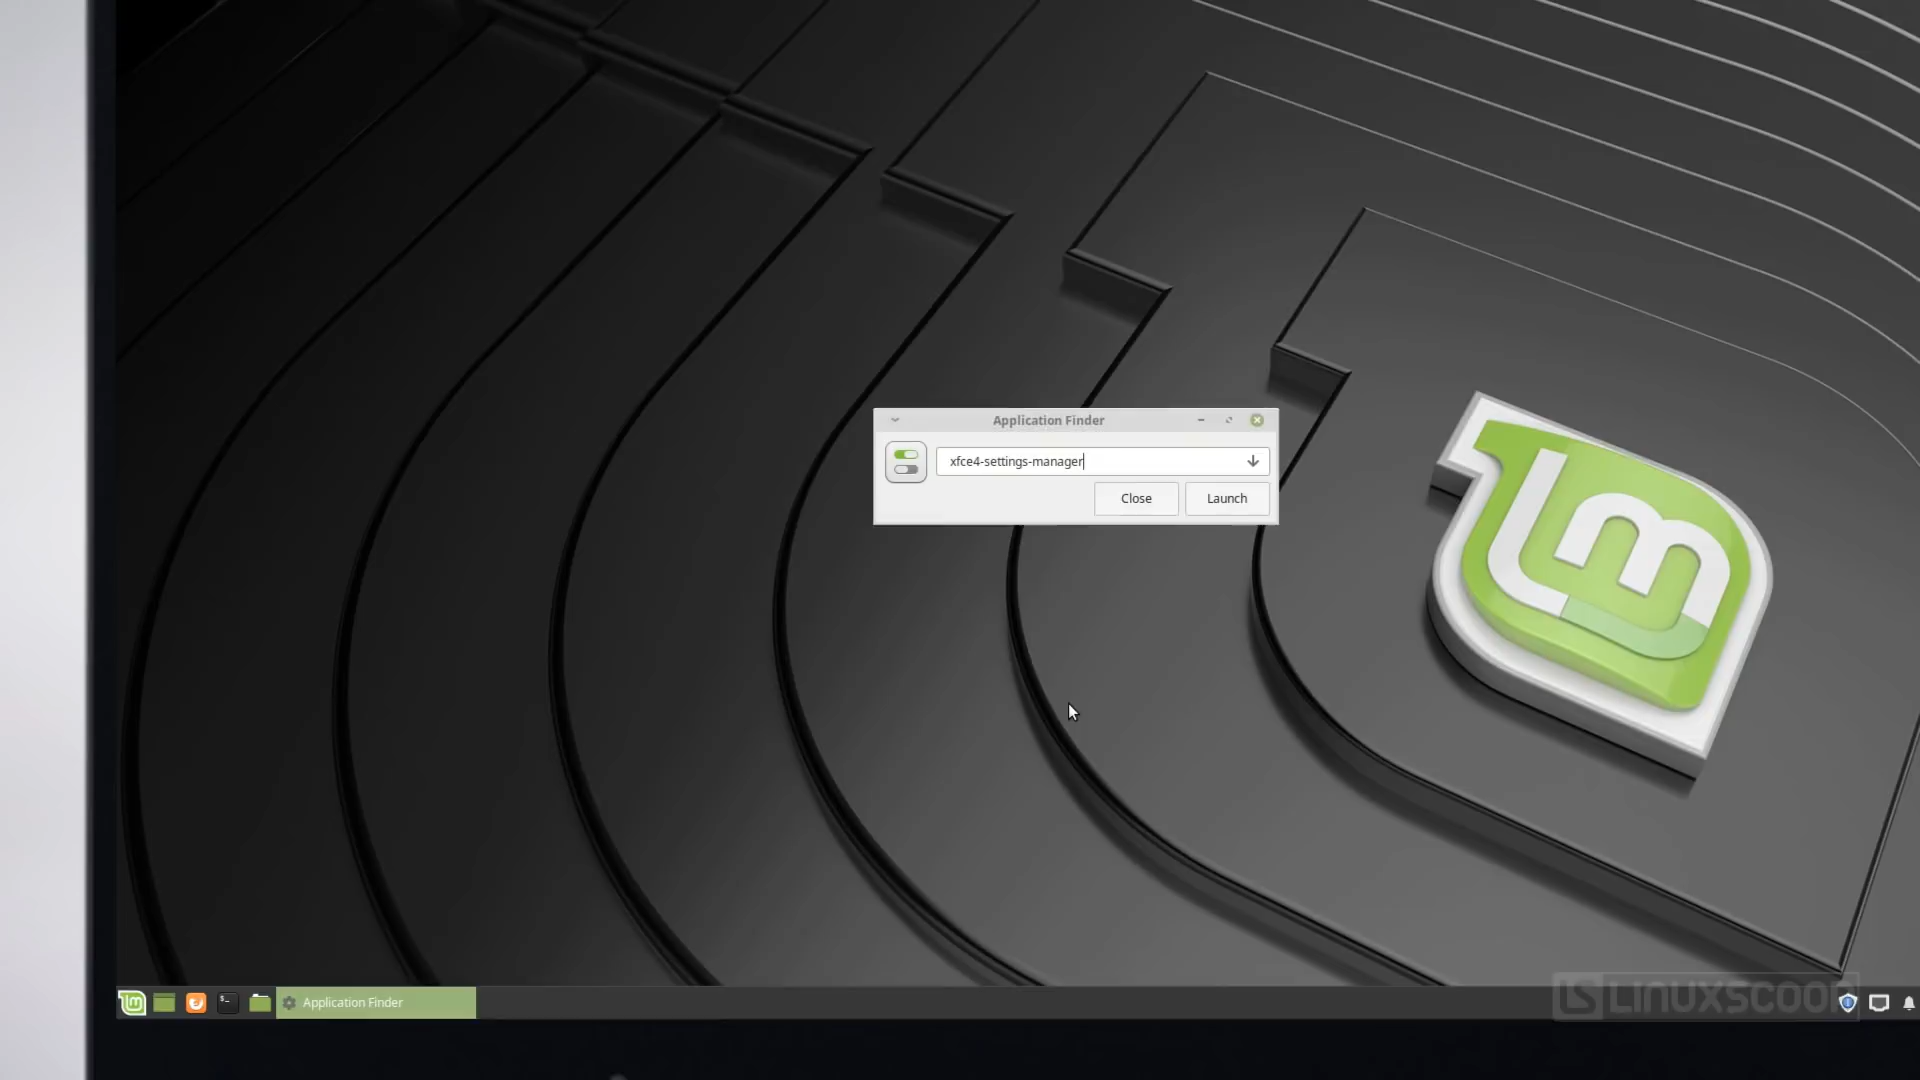 Application Finder
xfce4-settings-manager
Close
Launch
Application Finder
LINUXSCOOP